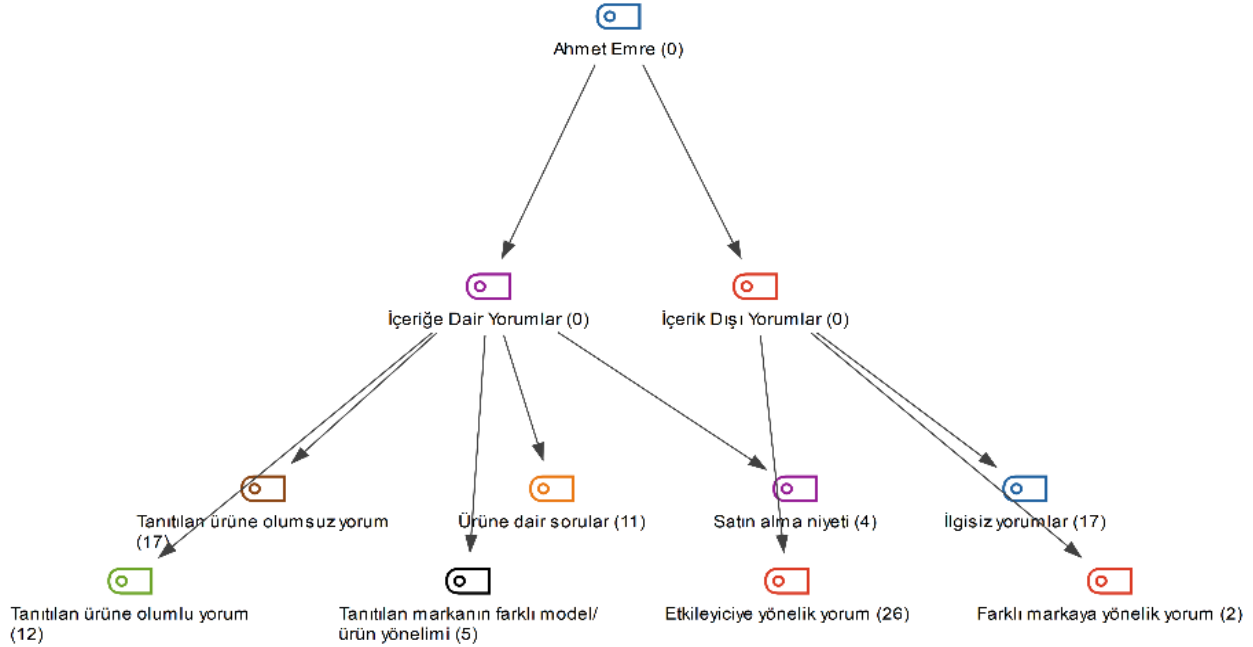 Ahmet Emre (0)
İçeriğe Dair Yorumlar (0)
İçerik Dışı Yorumlar (0)
Tanıtılan ürüne olumsuz yorum
(17)
Ürüne dair sorular (11)
Satın alma niyeti (4)
İlgisiz yorumlar (17)
Tanıtılan ürüne olumlu yorum
(12)
Tanıtılan markanın farklı model/
ürün yönelimi (5)
Etkileyiciye yönelik yorum (26)
Farklı markaya yönelik yorum (2)